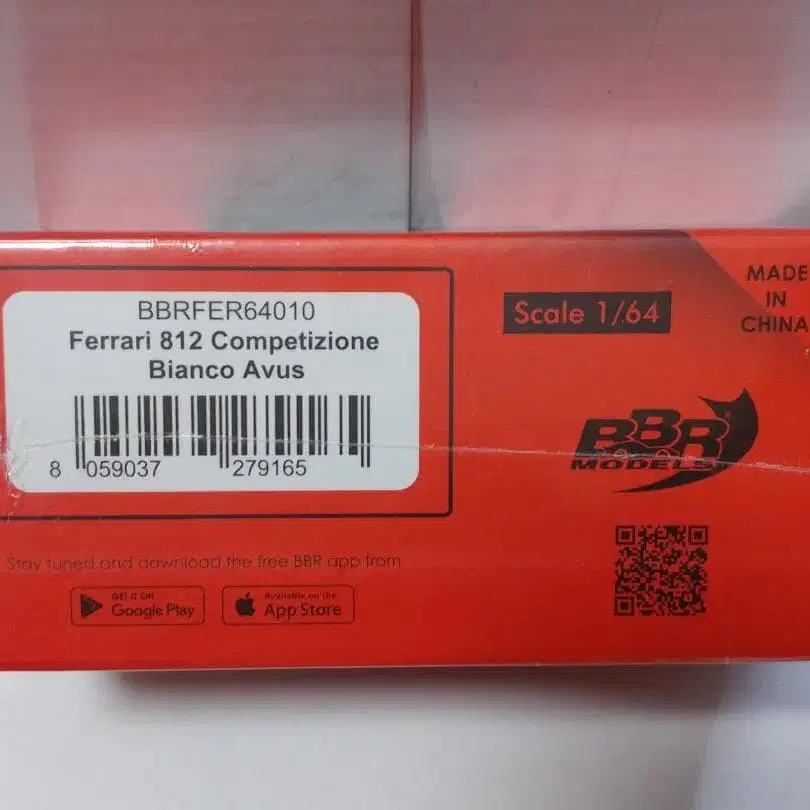 BBRFER64010
Ferrari 812 Competizione
Bianco Avus
8 059037 279165
Scale 1/64
MADE
IN
CHINA
BBR
MODELS
Stay tuned and download the free BBR app from
GET IT ON
Google Play
Available on the
App Store